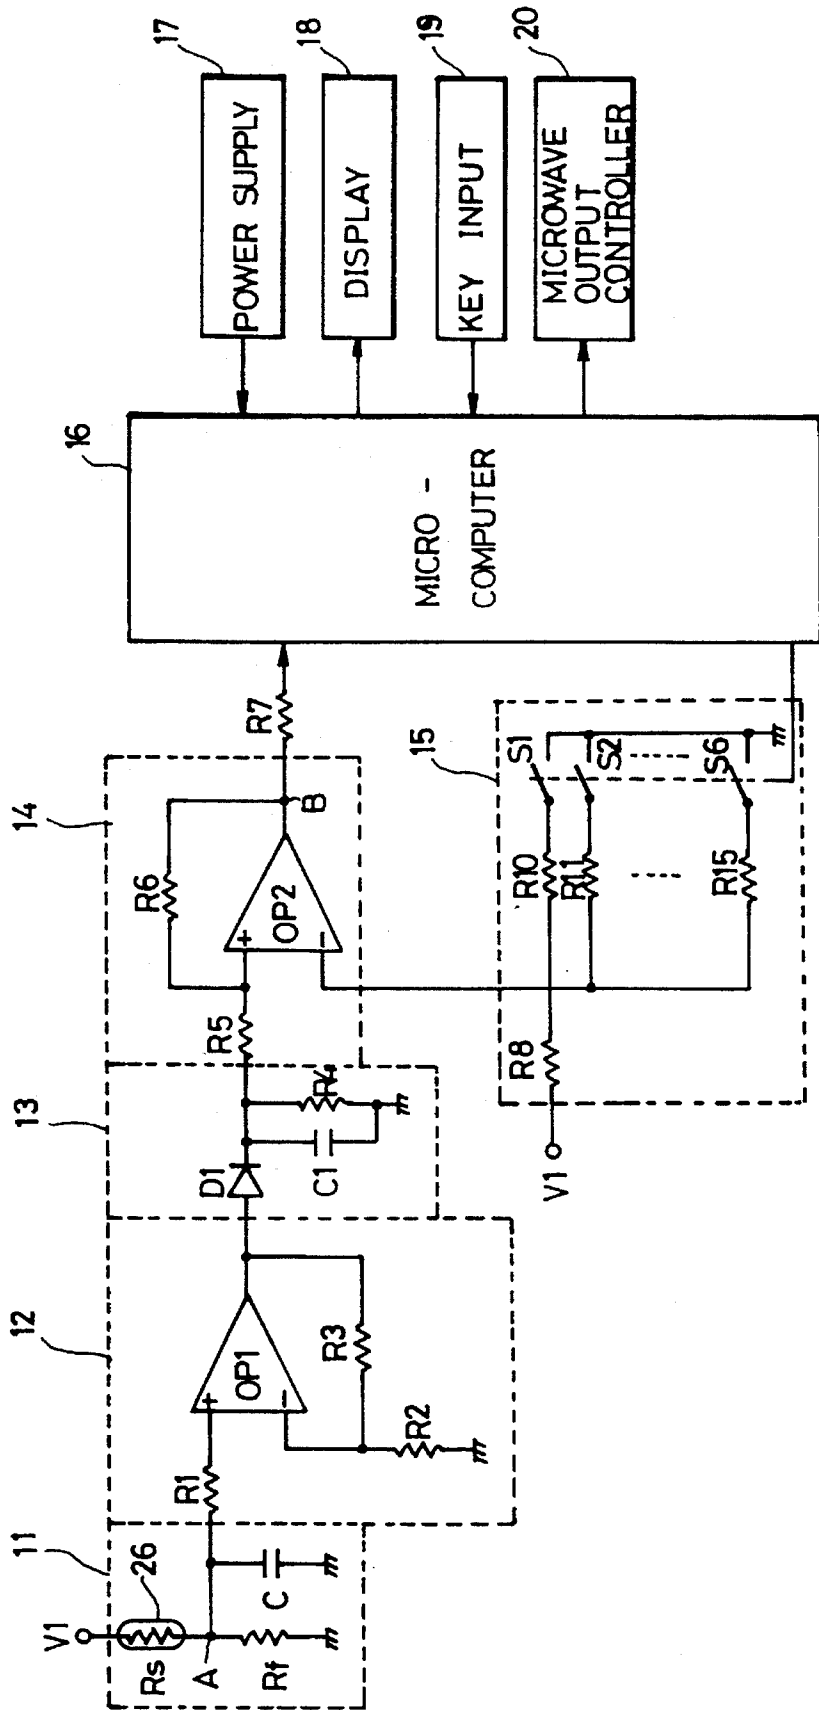 11
12
13
14
15
16
17
18
19
20
V1
Rs
26
A
Rf
C
R1
OP1
+
-
R3
R2
D1
C1
R4
R5
R6
OP2
+
-
B
R7
V1
R8
R10
R11
R15
S1
S2
S6
MICRO -
COMPUTER
POWER SUPPLY
DISPLAY
KEY INPUT
MICROWAVE
OUTPUT
CONTROLLER